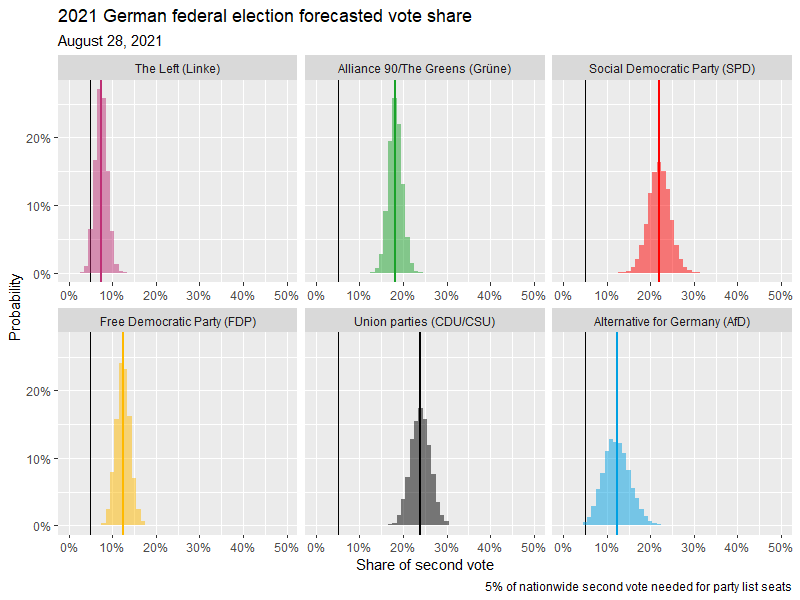 2021 German federal election forecasted vote share
August 28, 2021
The Left (Linke)
Alliance 90/The Greens (Grüne)
Social Democratic Party (SPD)
20%
10%
0%
0% 10% 20% 30% 40% 50%
0% 10% 20% 30% 40% 50%
0% 10% 20% 30% 40% 50%
Probability
Free Democratic Party (FDP)
Union parties (CDU/CSU)
Alternative for Germany (AfD)
20%
10%
0%
0% 10% 20% 30% 40% 50%
0% 10% 20% 30% 40% 50%
0% 10% 20% 30% 40% 50%
Share of second vote
5% of nationwide second vote needed for party list seats